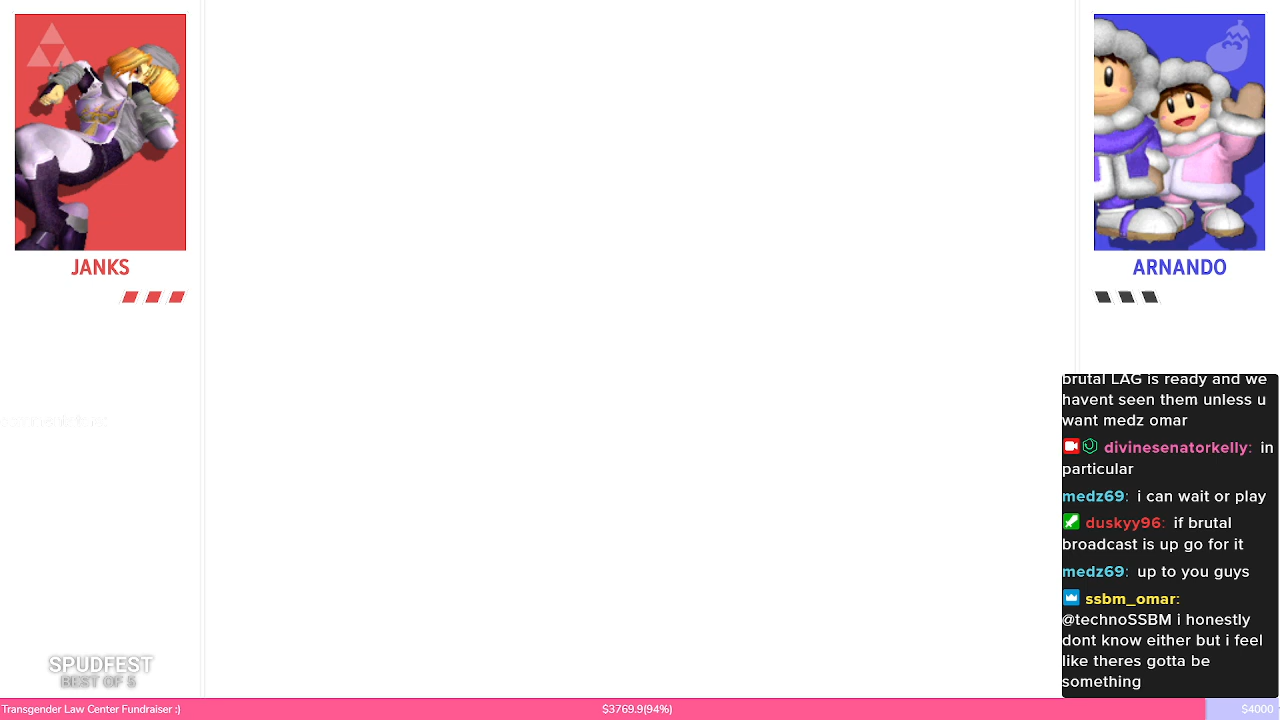 JANKS
ARNANDO
brutal LAG is ready and we
havent seen them unless u
want medz omar
divinesenatorkelly: in
particular
medz69: i can wait or play
duskyy96: if brutal
broadcast is up go for it
medz69: up to you guys
ssbm_omar:
@technoSSBM i honestly
dont know either but i feel
like theres gotta be
something
SPUDFEST
BEST OF 5
Transgender Law Center Fundraiser :)
$3769.9(94%)
$4000